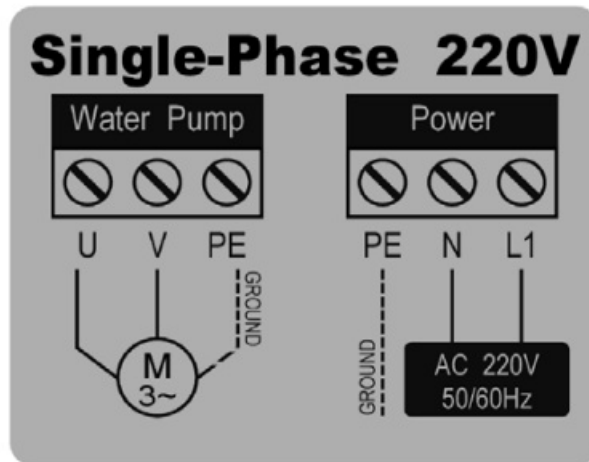 Single-Phase 220V
Water Pump
Power
U V PE
PE N L1
GROUND
GROUND
M
3~
AC 220V
50/60Hz